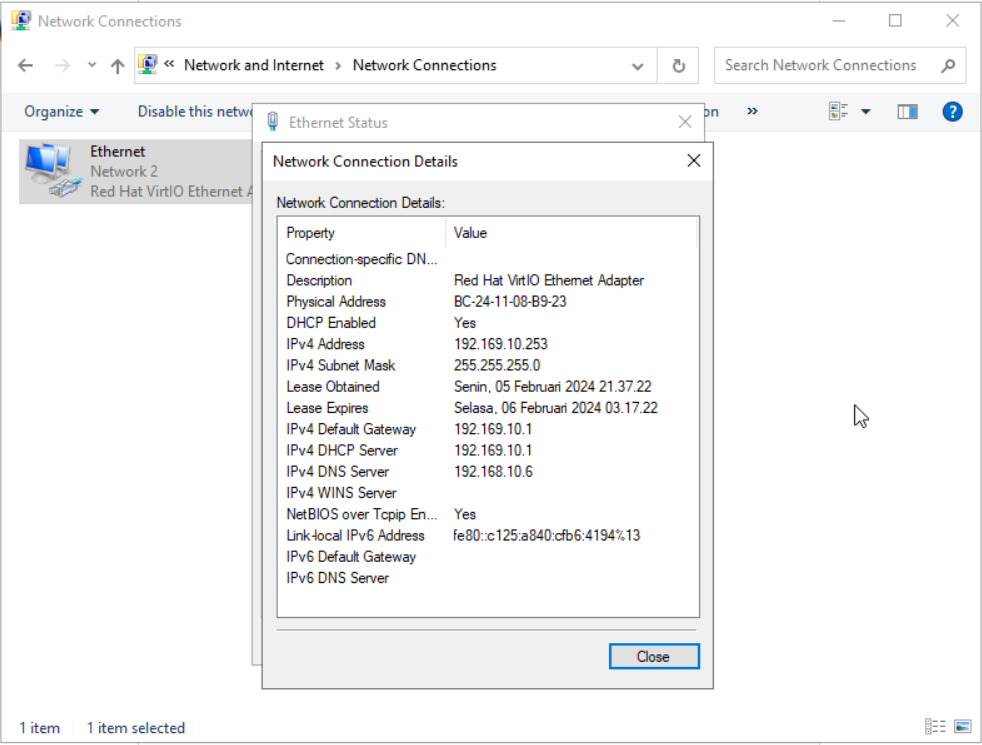 Network Connections
« Network and Internet › Network Connections
Search Network Connections
Organize
Disable this netw
on
»
Ethernet
Network 2
Red Hat VirtIO Ethernet A
Ethernet Status
Network Connection Details
Network Connection Details:
Property Value
Connection-specific DN...
Description Red Hat VirtIO Ethernet Adapter
Physical Address BC-24-11-08-B9-23
DHCP Enabled Yes
IPv4 Address 192.169.10.253
IPv4 Subnet Mask 255.255.255.0
Lease Obtained Senin, 05 Februari 2024 21.37.22
Lease Expires Selasa, 06 Februari 2024 03.17.22
IPv4 Default Gateway 192.169.10.1
IPv4 DHCP Server 192.169.10.1
IPv4 DNS Server 192.168.10.6
IPv4 WINS Server
NetBIOS over Tcpip En... Yes
Link-local IPv6 Address fe80::c125:a840:cfb6:4194%13
IPv6 Default Gateway
IPv6 DNS Server
Close
1 item 1 item selected